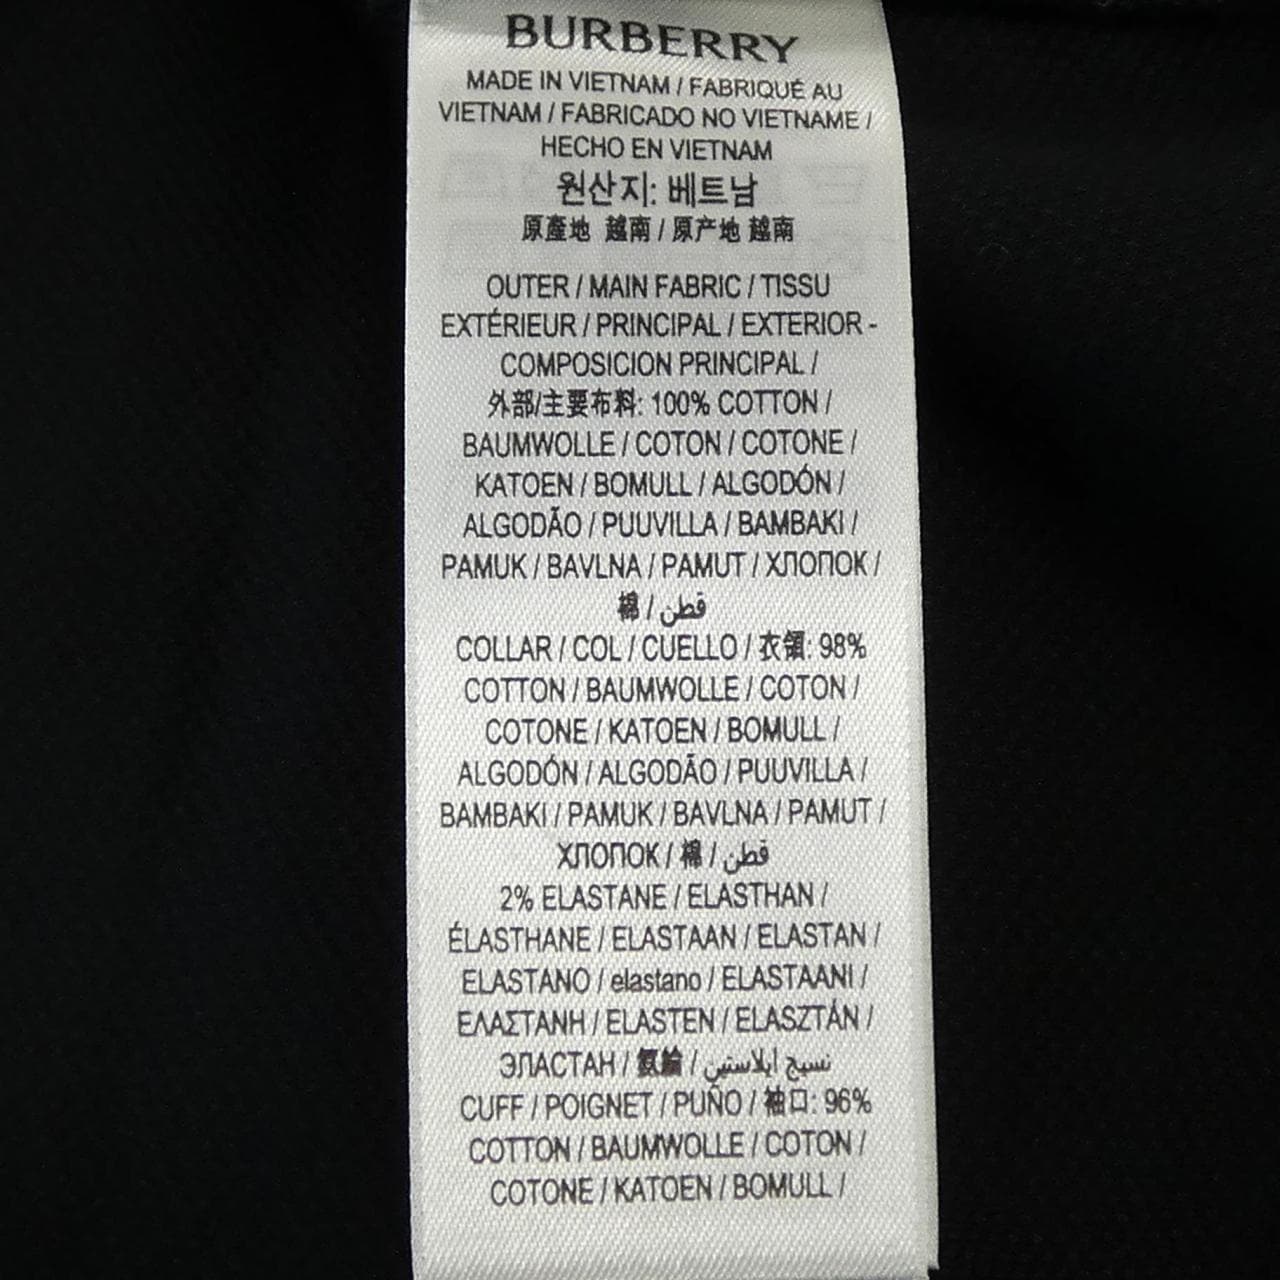 BURBERRY
MADE IN VIETNAM / FABRIQUÉ AU
VIETNAM / FABRICADO NO VIETNAME /
HECHO EN VIETNAM
원산지: 베트남
原產地 越南 / 原产地 越南
OUTER / MAIN FABRIC / TISSU
EXTÉRIEUR / PRINCIPAL / EXTERIOR -
COMPOSICION PRINCIPAL /
外部/主要布料: 100% COTTON /
BAUMWOLLE / COTON / COTONE /
KATOEN / BOMULL / ALGODÓN /
ALGODÃO / PUUVILLA / BAMBAKI /
PAMUK / BAVLNA / PAMUT / ХЛОПОК /
棉 / قطن
COLLAR / COL / CUELLO / 衣領: 98%
COTTON / BAUMWOLLE / COTON /
COTONE / KATOEN / BOMULL /
ALGODÓN / ALGODÃO / PUUVILLA /
BAMBAKI / PAMUK / BAVLNA / PAMUT /
ХЛОПОК / 棉 / قطن
2% ELASTANE / ELASTHAN /
ÉLASTHANE / ELASTAAN / ELASTAN /
ELASTANO / elastano / ELASTAANI /
ΕΛΑΣΤΑΝΗ / ELASTEN / ELASZTÁN /
ЭЛАСТАН / 氨綸 / نسيج ايلاستين
CUFF / POIGNET / PUÑO / 袖口: 96%
COTTON / BAUMWOLLE / COTON /
COTONE / KATOEN / BOMULL /